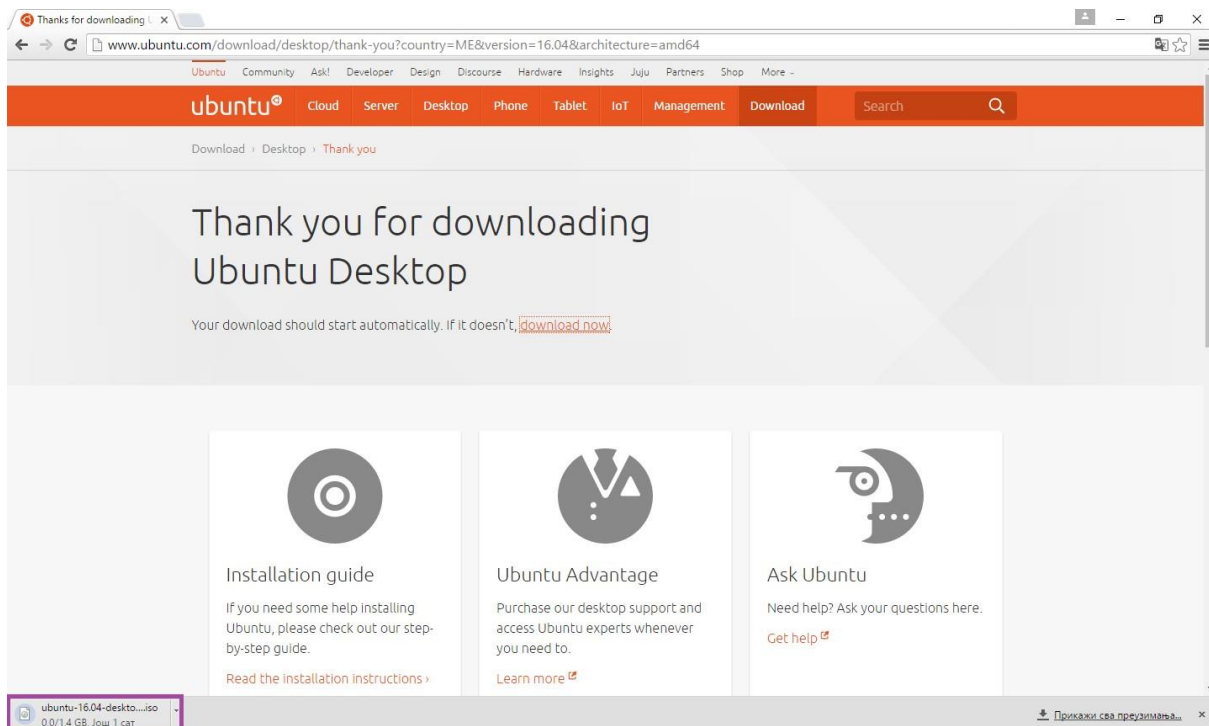 Thanks for downloading U
www.ubuntu.com/download/desktop/thank-you?country=ME&version=16.04&architecture=amd64
Ubuntu Community Ask! Developer Design Discourse Hardware Insights Juju Partners Shop More
ubuntu Cloud Server Desktop Phone Tablet IoT Management Download Search
Download › Desktop › Thank you
Thank you for downloading
Ubuntu Desktop
Your download should start automatically. If it doesn't, download now.
Installation guide
If you need some help installing
Ubuntu, please check out our step-
by-step guide.
Read the installation instructions ›
Ubuntu Advantage
Purchase our desktop support and
access Ubuntu experts whenever
you need to.
Learn more
Ask Ubuntu
Need help? Ask your questions here.
Get help
ubuntu-16.04-deskto....iso
0.0/1.4 GB, Још 1 сат
Прикажи сва преузимања...